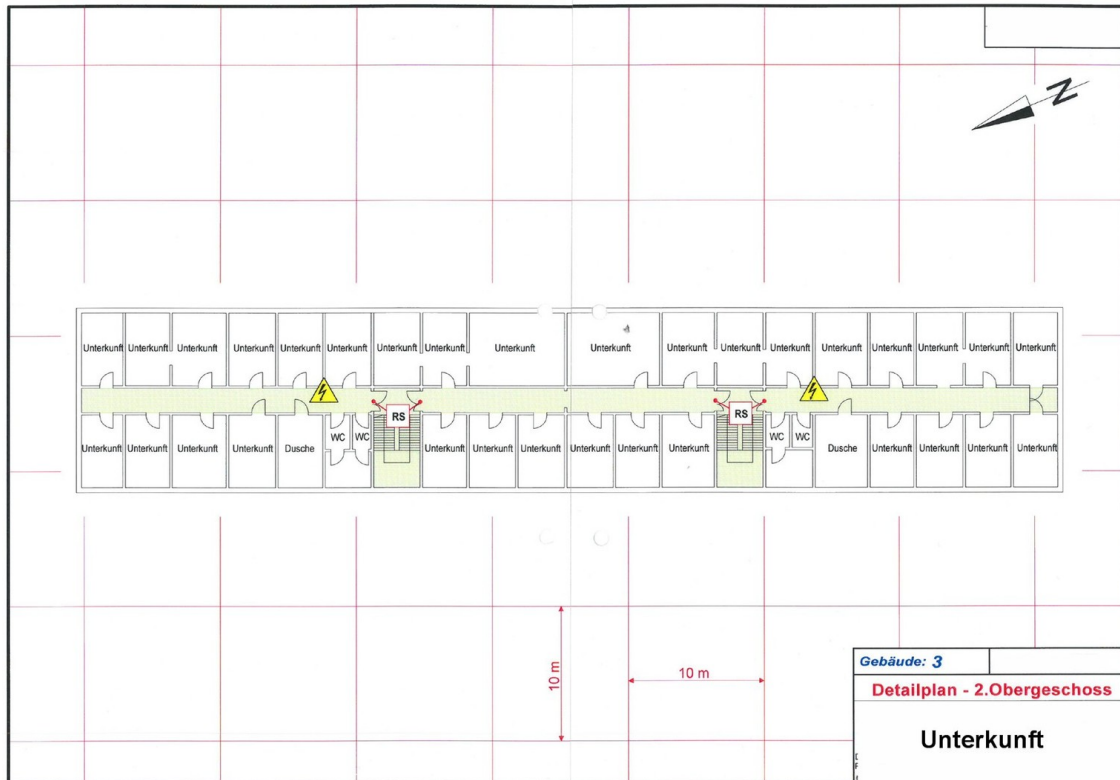 N
Unterkunft Unterkunft Unterkunft Unterkunft Unterkunft Unterkunft Unterkunft Unterkunft Unterkunft Unterkunft Unterkunft Unterkunft Unterkunft Unterkunft Unterkunft Unterkunft Unterkunft Unterkunft
RS RS
Unterkunft Unterkunft Unterkunft Unterkunft Dusche WC WC Unterkunft Unterkunft Unterkunft Unterkunft Unterkunft Unterkunft WC WC Dusche Unterkunft Unterkunft Unterkunft Unterkunft
10 m
10 m
Gebäude: 3
Detailplan - 2.Obergeschoss
Unterkunft